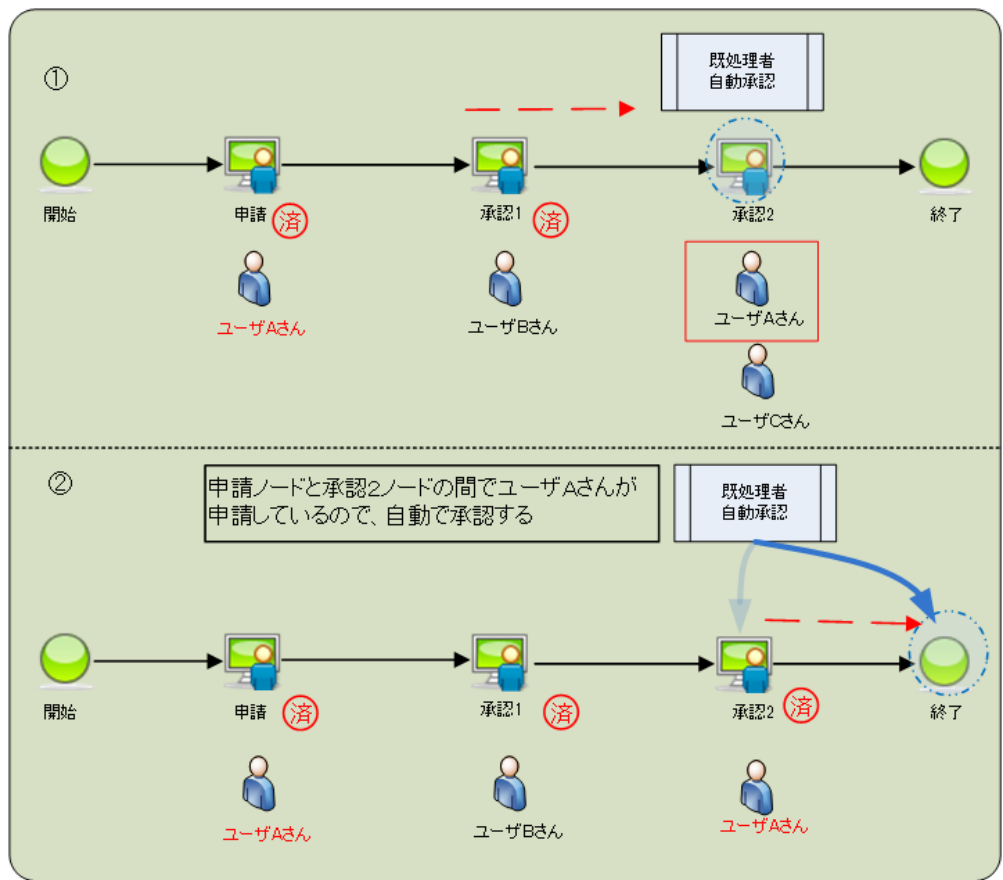 ①
既処理者
自動承認
開始
申請
済
承認1
済
承認2
終了
ユーザAさん
ユーザBさん
ユーザAさん
ユーザCさん
②
申請ノードと承認2ノードの間でユーザAさんが
申請しているので、自動で承認する
既処理者
自動承認
開始
申請
済
承認1
済
承認2
済
終了
ユーザAさん
ユーザBさん
ユーザAさん